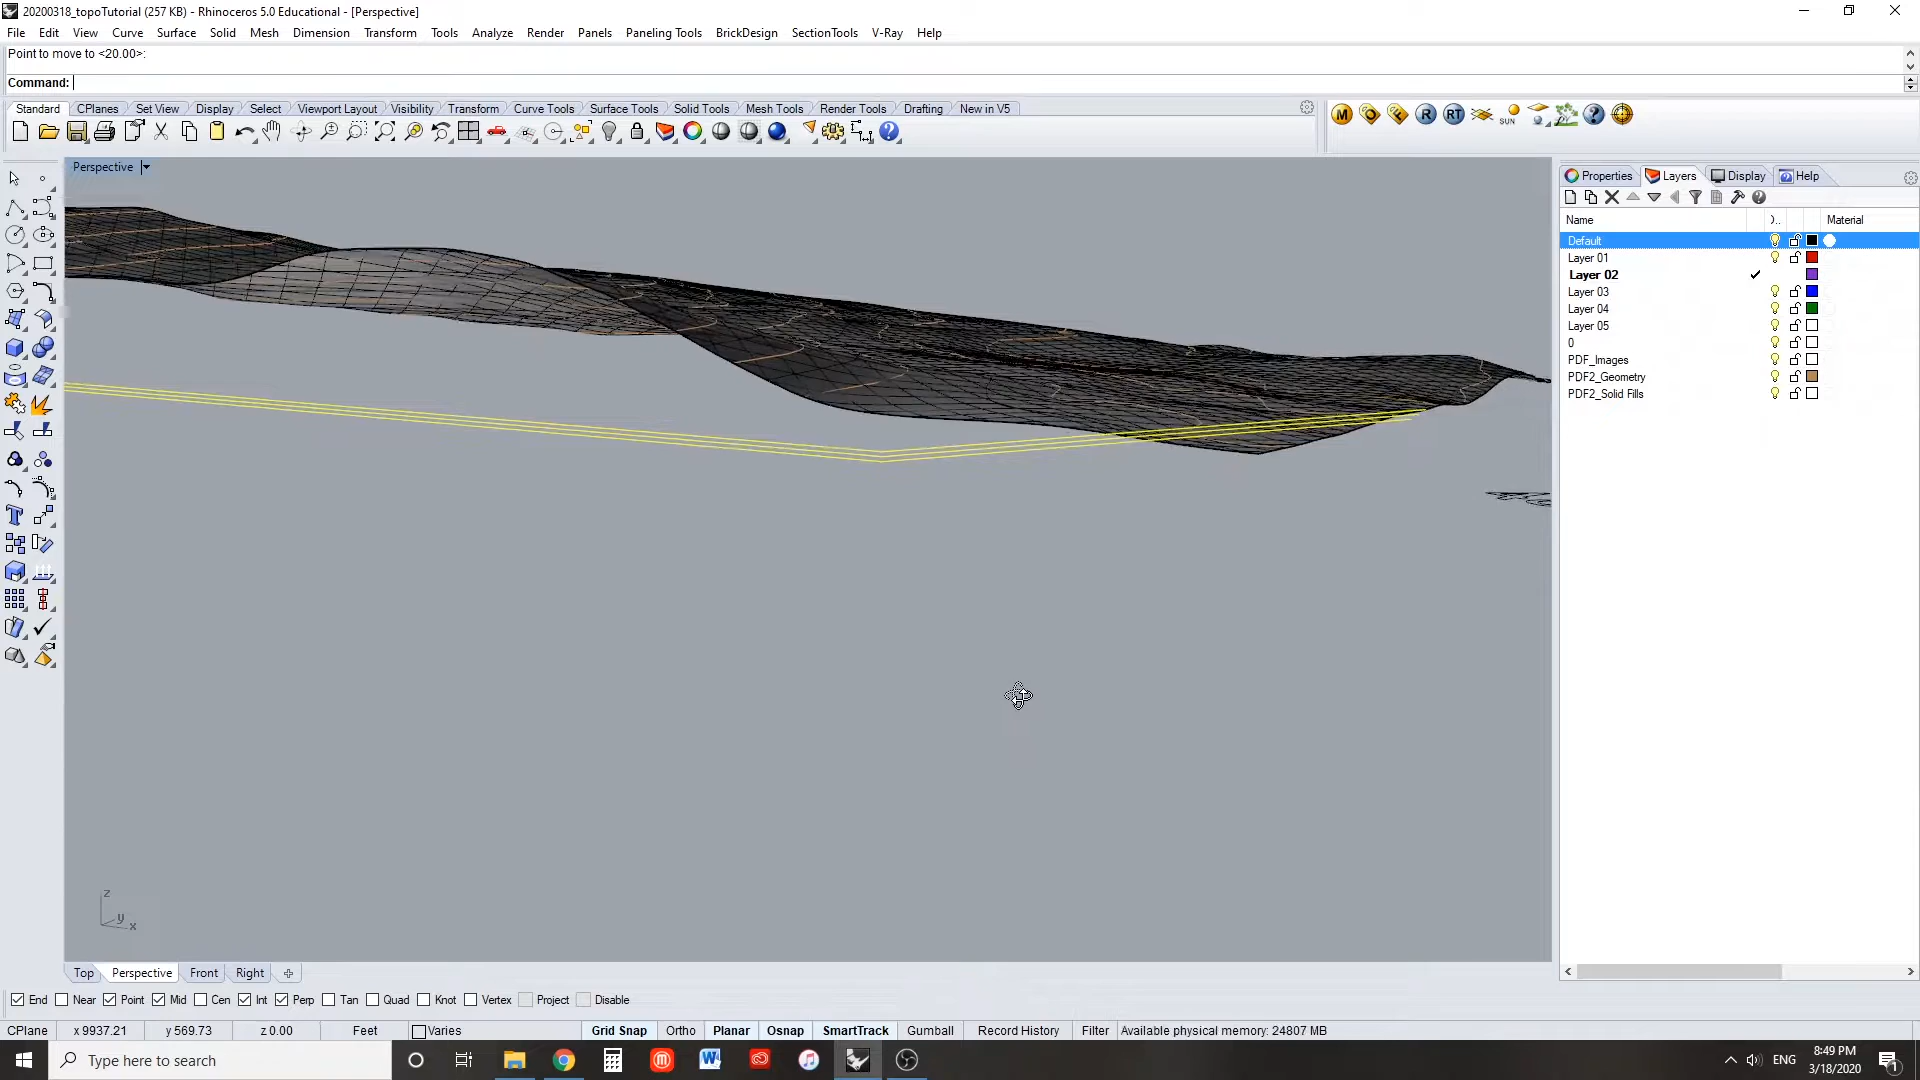 20200318_topoTutorial (257 KB) - Rhinoceros 5.0 Educational - [Perspective]
File Edit View Curve Surface Solid Mesh Dimension Transform Tools Analyze Render Panels Paneling Tools BrickDesign SectionTools V-Ray Help
Point to move to <20.00>:
Command:
Standard CPlanes Set View Display Select Viewport Layout Visibility Transform Curve Tools Surface Tools Solid Tools Mesh Tools Render Tools Drafting New in V5
M R RT SUN
Perspective
Properties Layers Display Help
Name Material
Default
Layer 01
Layer 02
Layer 03
Layer 04
Layer 05
0
PDF_Images
PDF2_Geometry
PDF2_Solid Fills
z
y
x
Top Perspective Front Right
End Near Point Mid Cen Int Perp Tan Quad Knot Vertex Project Disable
CPlane x 9937.21 y 569.73 z 0.00 Feet Varies Grid Snap Ortho Planar Osnap SmartTrack Gumball Record History Filter Available physical memory: 24807 MB
Type here to search
ENG
8:49 PM
3/18/2020